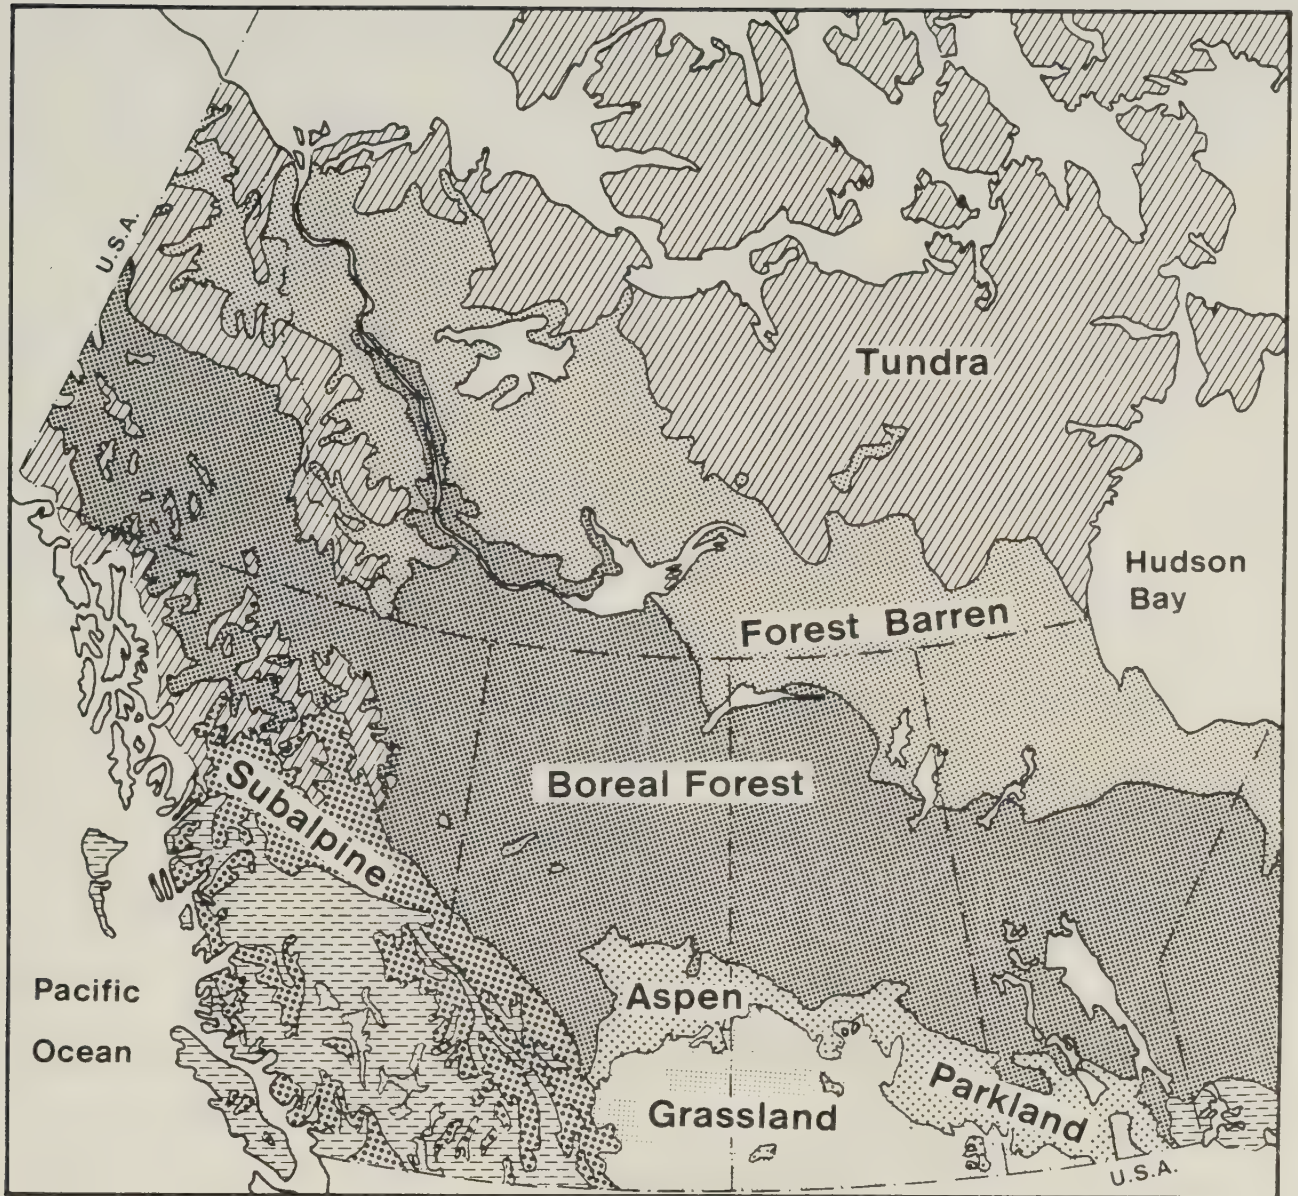 U.S.A.
Tundra
Hudson
Bay
Forest Barren
Boreal Forest
Subalpine
Pacific
Ocean
Aspen
Parkland
Grassland
U.S.A.